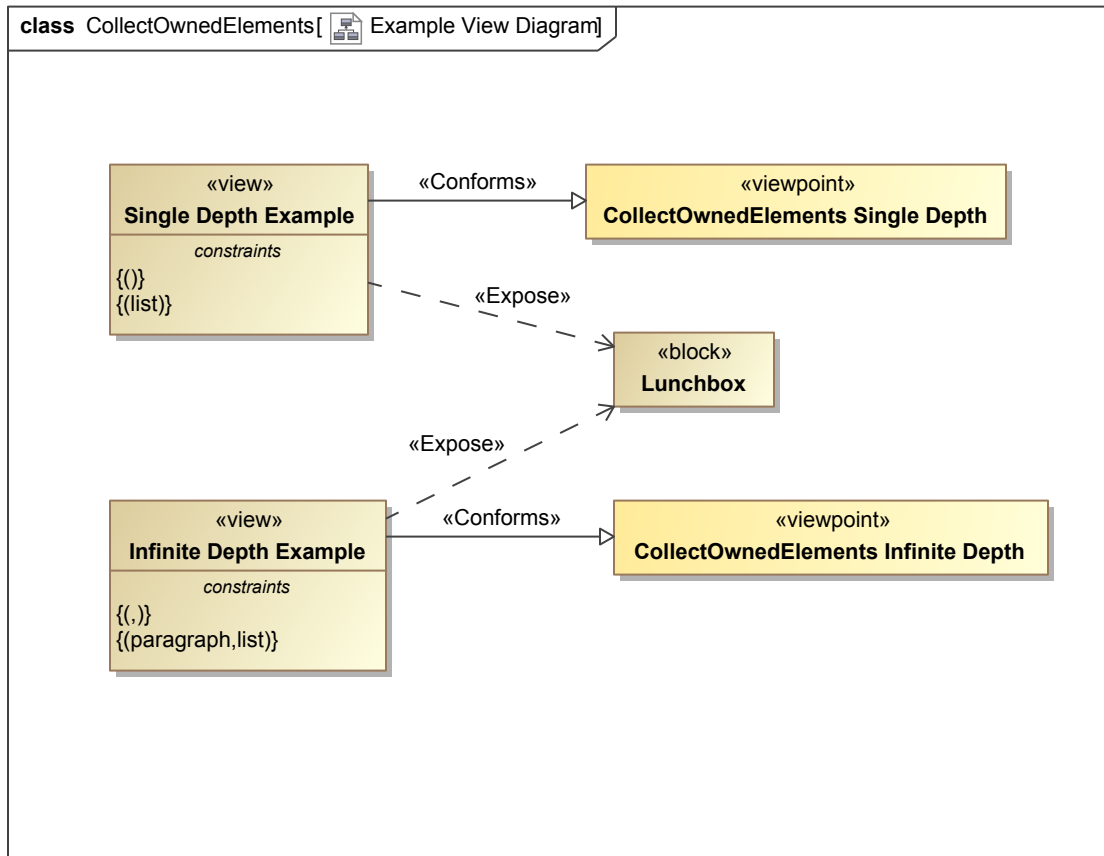 class CollectOwnedElements[ Example View Diagram]
«view»
Single Depth Example
constraints
{()}
{(list)}
«Conforms»
«viewpoint»
CollectOwnedElements Single Depth
«Expose»
«block»
Lunchbox
«Expose»
«view»
Infinite Depth Example
constraints
{(,)}
{(paragraph,list)}
«Conforms»
«viewpoint»
CollectOwnedElements Infinite Depth